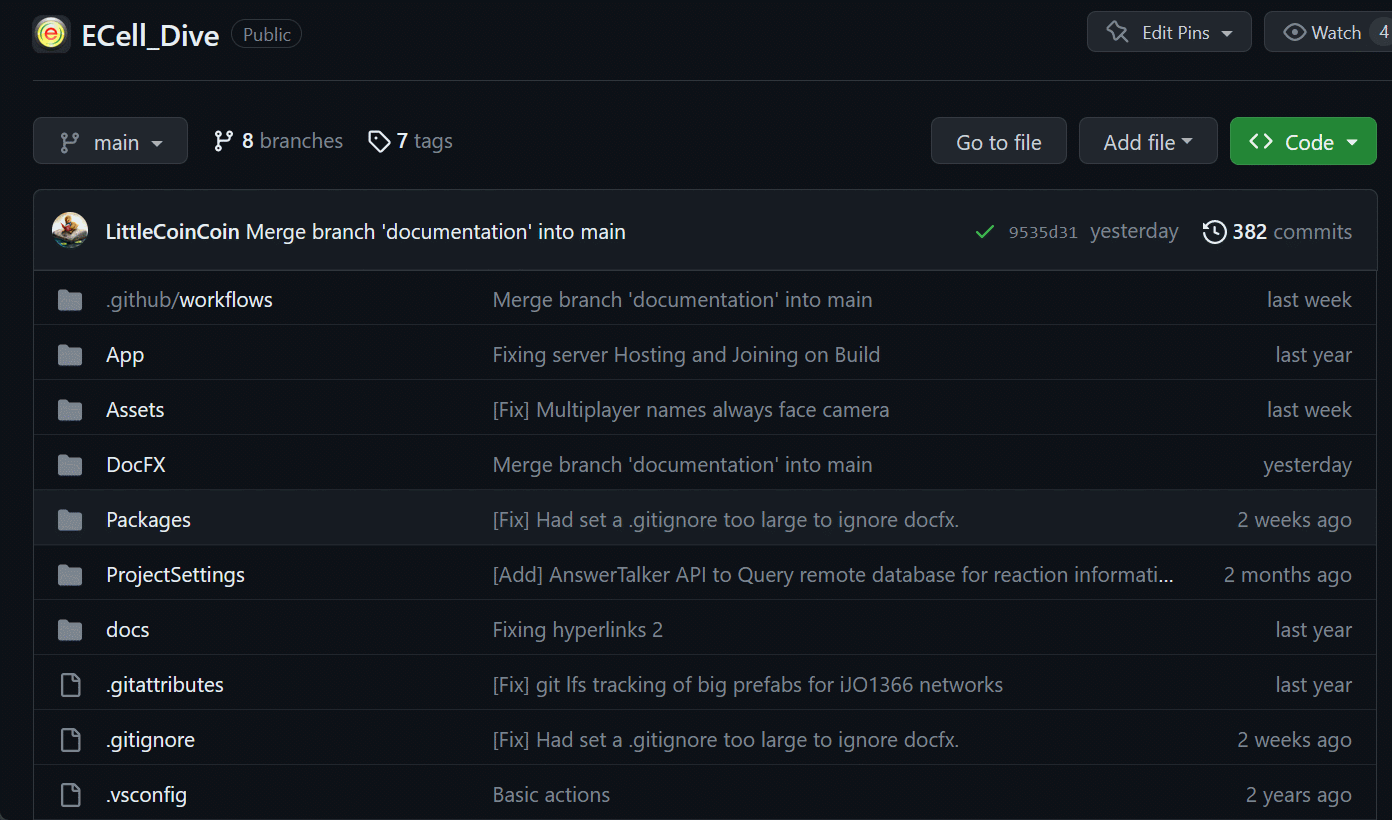 ECell_Dive Public Edit Pins Watch 4
main 8 branches 7 tags Go to file Add file Code
LittleCoinCoin Merge branch 'documentation' into main 9535d31 yesterday 382 commits
.github/workflows Merge branch 'documentation' into main last week
App Fixing server Hosting and Joining on Build last year
Assets [Fix] Multiplayer names always face camera last week
DocFX Merge branch 'documentation' into main yesterday
Packages [Fix] Had set a .gitignore too large to ignore docfx. 2 weeks ago
ProjectSettings [Add] AnswerTalker API to Query remote database for reaction informati... 2 months ago
docs Fixing hyperlinks 2 last year
.gitattributes [Fix] git lfs tracking of big prefabs for iJO1366 networks last year
.gitignore [Fix] Had set a .gitignore too large to ignore docfx. 2 weeks ago
.vsconfig Basic actions 2 years ago